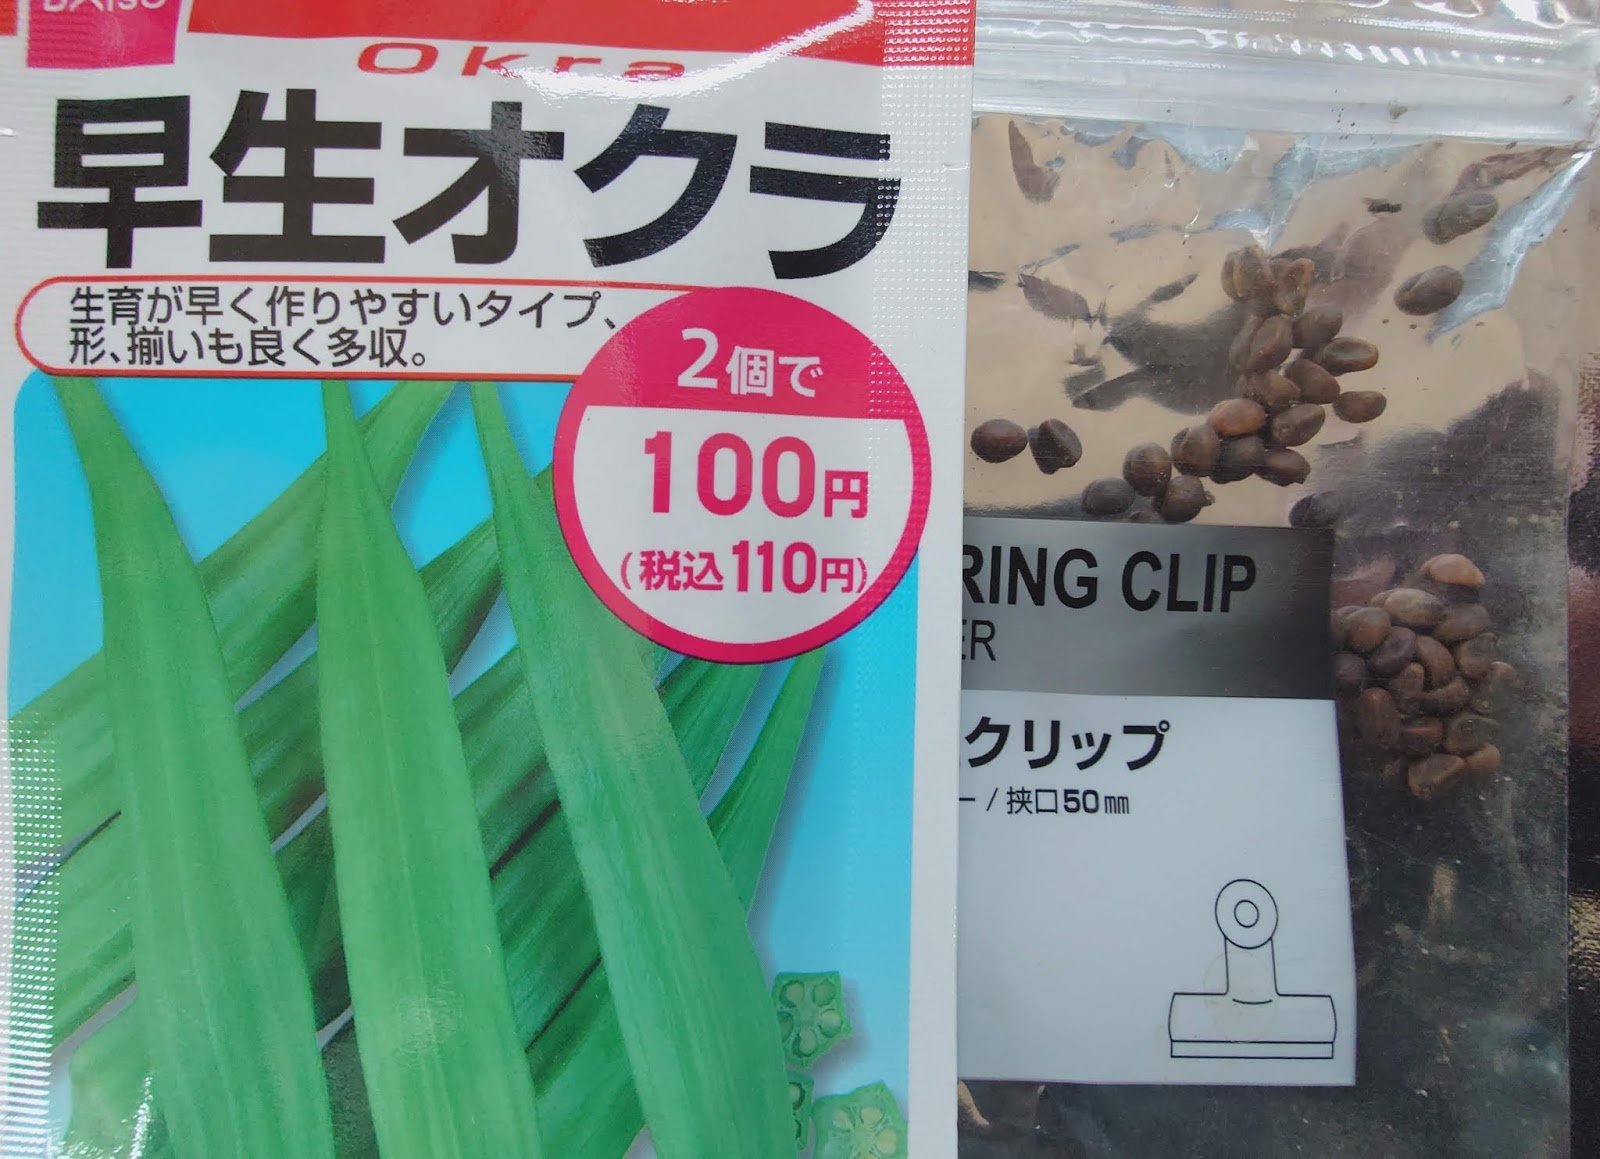 DAISO
Okra
早生オクラ
生育が早く作りやすいタイプ、
形、揃いも良く多収。
2個で
100円
(税込110円)
RING CLIP
ER
クリップ
ー / 挟口50㎜